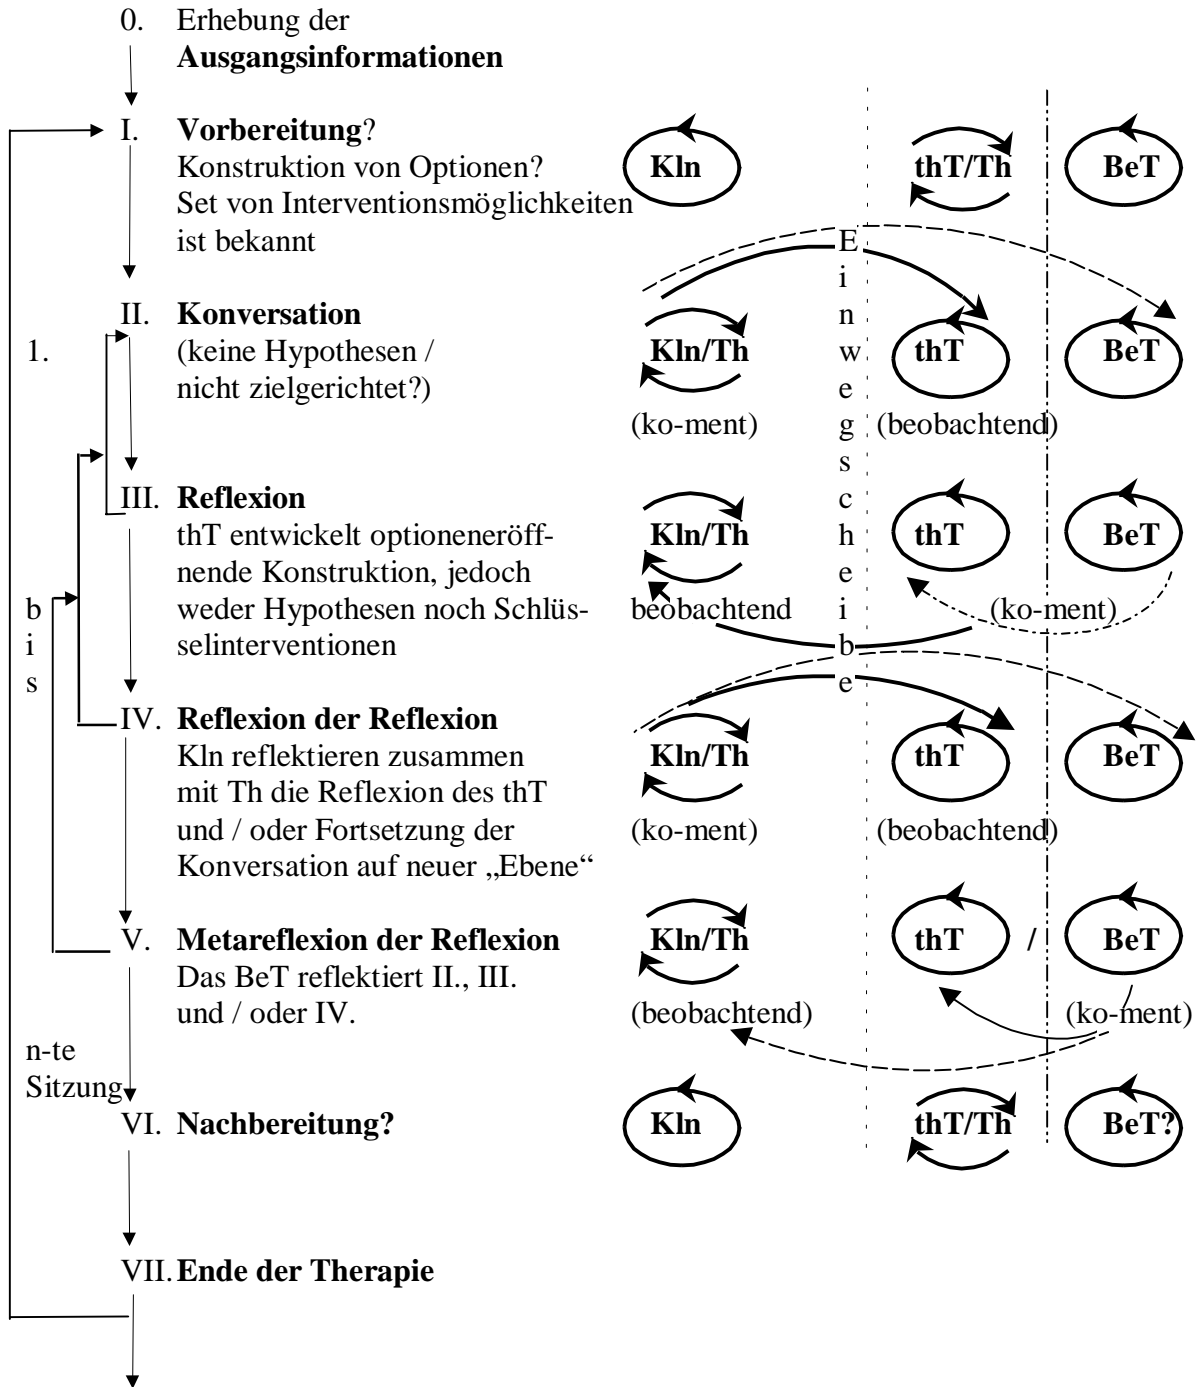 0. Erhebung der
Ausgangsinformationen
I. Vorbereitung?
Konstruktion von Optionen?
Set von Interventionsmöglichkeiten
ist bekannt
Kln thT/Th BeT
II. Konversation
(keine Hypothesen /
nicht zielgerichtet?)
Kln/Th thT BeT
(ko-ment) (beobachtend)
III. Reflexion
thT entwickelt optioneneröff-
nende Konstruktion, jedoch
weder Hypothesen noch Schlüs-
selinterventionen
Kln/Th thT BeT
beobachtend (ko-ment)
IV. Reflexion der Reflexion
Kln reflektieren zusammen
mit Th die Reflexion des thT
und / oder Fortsetzung der
Konversation auf neuer „Ebene“
Kln/Th thT BeT
(ko-ment) (beobachtend)
V. Metareflexion der Reflexion
Das BeT reflektiert II., III.
und / oder IV.
Kln/Th thT / BeT
(beobachtend) (ko-ment)
VI. Nachbereitung?
Kln thT/Th BeT?
VII. Ende der Therapie
1.
bis
n-te
Sitzung
Einwegscheibe